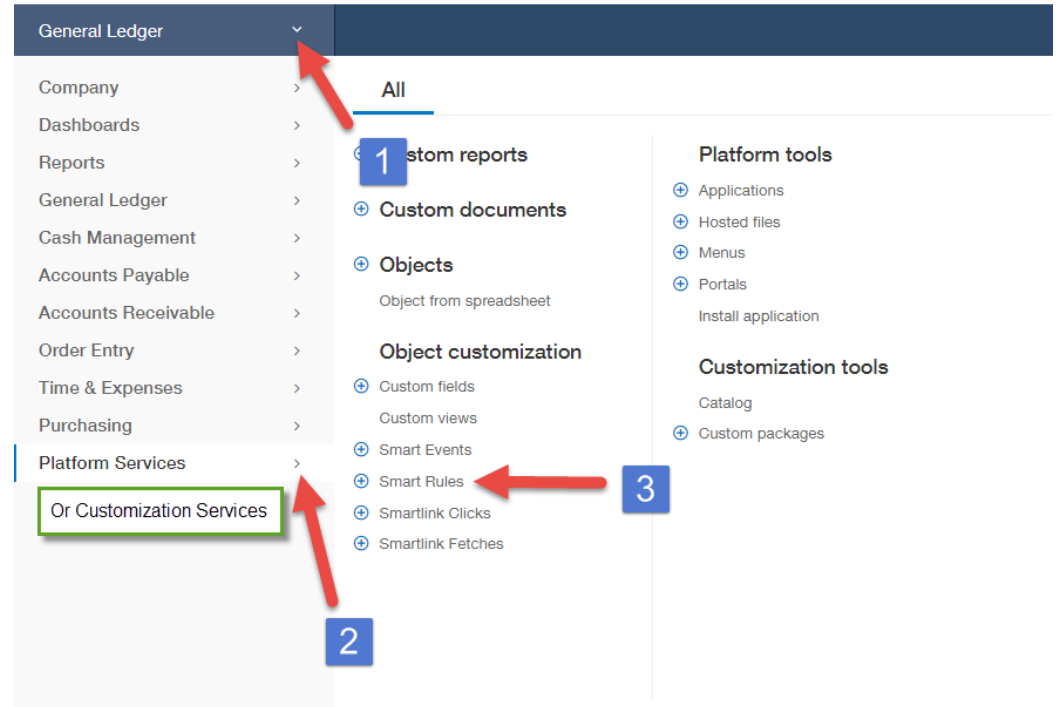 General Ledger
Company
Dashboards
Reports
General Ledger
Cash Management
Accounts Payable
Accounts Receivable
Order Entry
Time & Expenses
Purchasing
Platform Services
Or Customization Services
All
1
stom reports
Custom documents
Objects
Object from spreadsheet
Object customization
Custom fields
Custom views
Smart Events
Smart Rules
3
Smartlink Clicks
Smartlink Fetches
2
Platform tools
Applications
Hosted files
Menus
Portals
Install application
Customization tools
Catalog
Custom packages